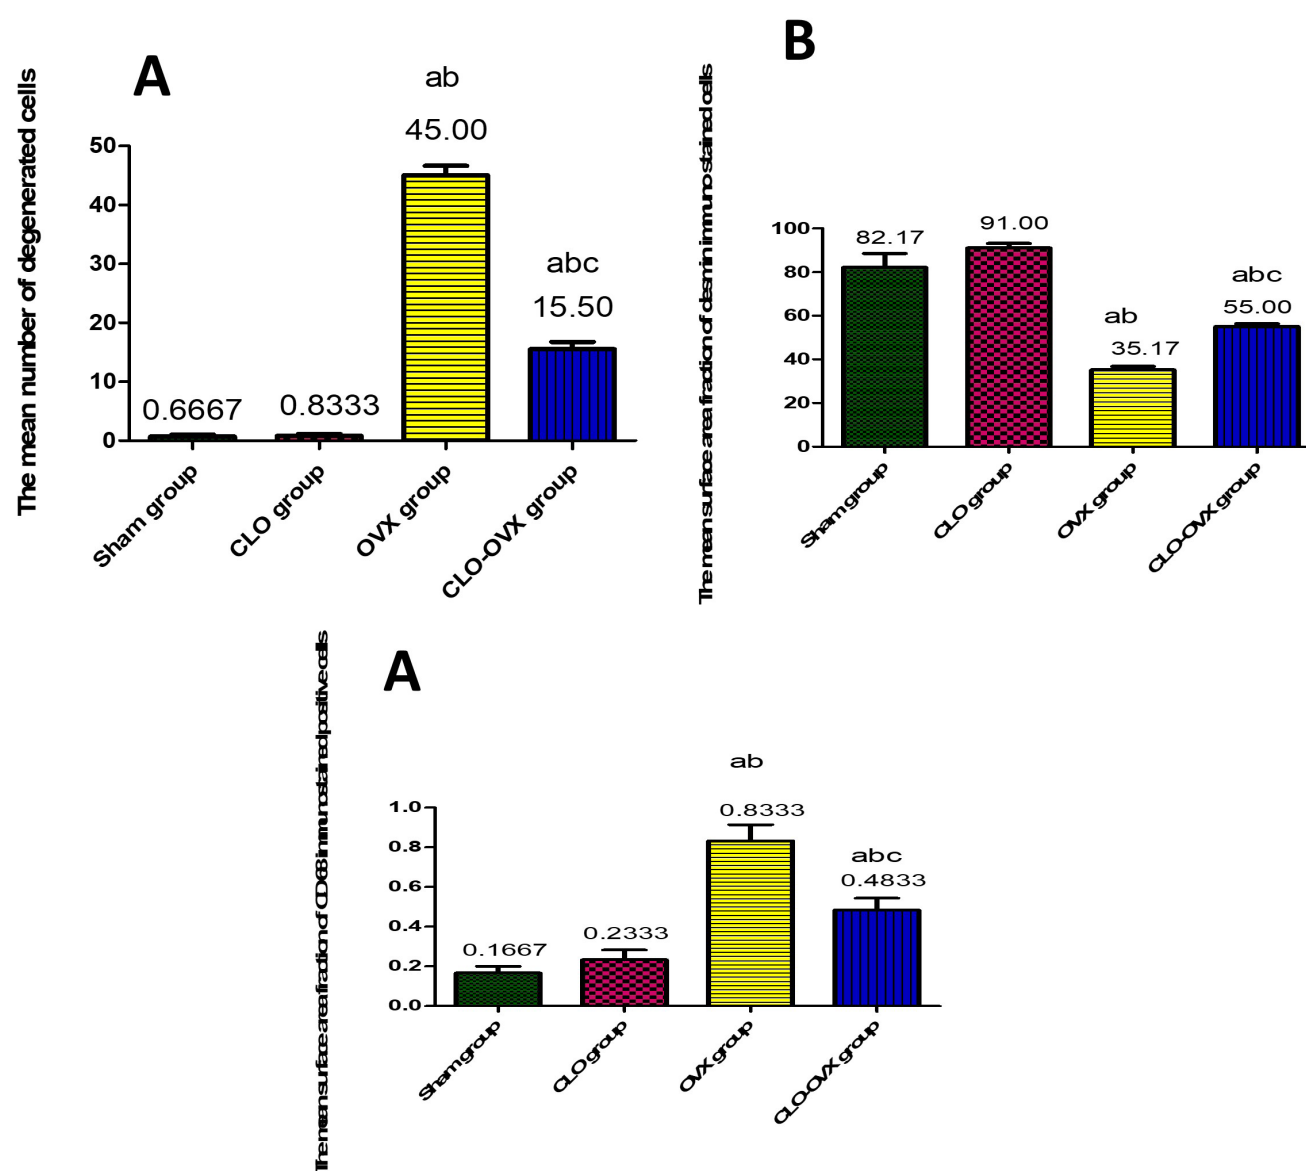 A
The mean number of degenerated cells
ab
45.00
abc
15.50
0.6667
0.8333
50
40
30
20
10
0
Sham group
CLO group
OVX group
CLO-OVX group
B
The mean surface area fraction of desmin immunostained cells
82.17
91.00
ab
35.17
abc
55.00
100
80
60
40
20
0
Sham group
CLO group
OVX group
CLO-OVX group
A
The mean surface area fraction of CD68 immunostained positive cells
ab
0.8333
abc
0.4833
0.1667
0.2333
1.0
0.8
0.6
0.4
0.2
0.0
Sham group
CLO group
OVX group
CLO-OVX group